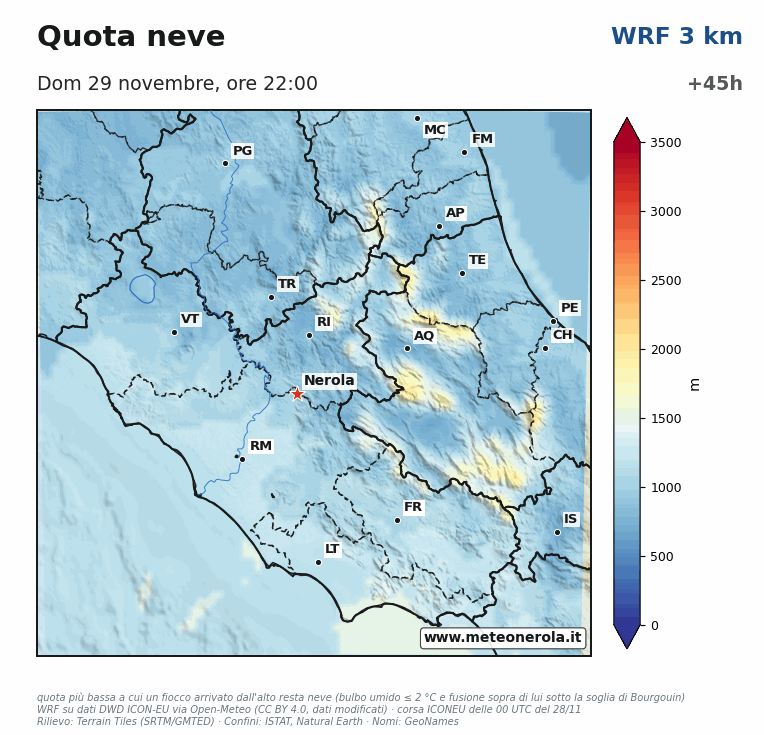 Quota neve
WRF 3 km
Dom 29 novembre, ore 22:00
+45h
MC
FM
PG
AP
TE
TR
PE
VT
RI
AQ
CH
Nerola
RM
FR
IS
LT
www.meteonerola.it
3500
3000
2500
2000
1500
1000
500
0
m
quota più bassa a cui un fiocco arrivato dall'alto resta neve (bulbo umido ≤ 2 °C e fusione sopra di lui sotto la soglia di Bourgouin)
WRF su dati DWD ICON-EU via Open-Meteo (CC BY 4.0, dati modificati) · corsa ICONEU delle 00 UTC del 28/11
Rilievo: Terrain Tiles (SRTM/GMTED) · Confini: ISTAT, Natural Earth · Nomi: GeoNames